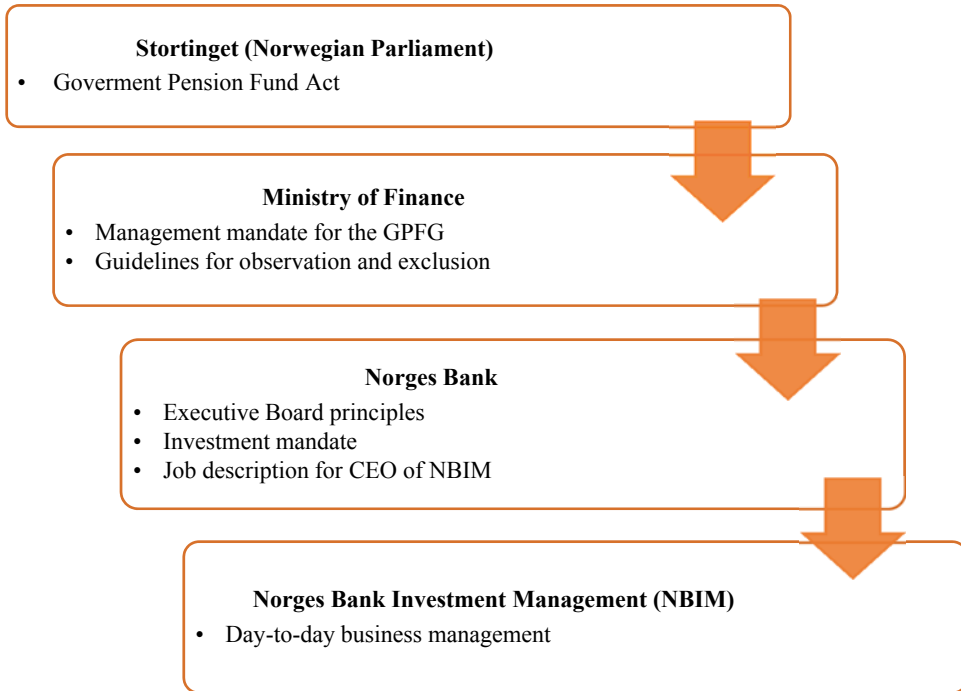 Stortinget (Norwegian Parliament)
• Goverment Pension Fund Act
Ministry of Finance
• Management mandate for the GPFG
• Guidelines for observation and exclusion
Norges Bank
• Executive Board principles
• Investment mandate
• Job description for CEO of NBIM
Norges Bank Investment Management (NBIM)
• Day-to-day business management